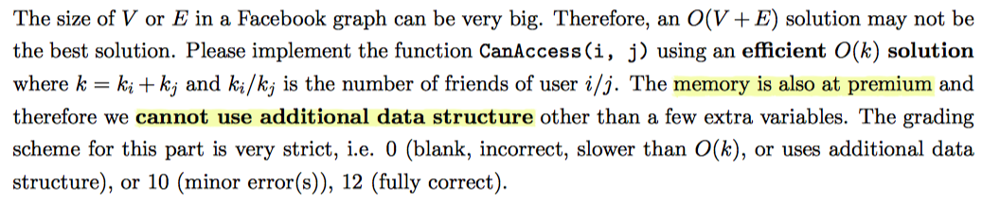 The size of V or E in a Facebook graph can be very big. Therefore, an O(V + E) solution may not be
the best solution. Please implement the function CanAccess(i, j) using an efficient O(k) solution
where k = ki + kj and ki/kj is the number of friends of user i/j. The memory is also at premium and
therefore we cannot use additional data structure other than a few extra variables. The grading
scheme for this part is very strict, i.e. 0 (blank, incorrect, slower than O(k), or uses additional data
structure), or 10 (minor error(s)), 12 (fully correct).